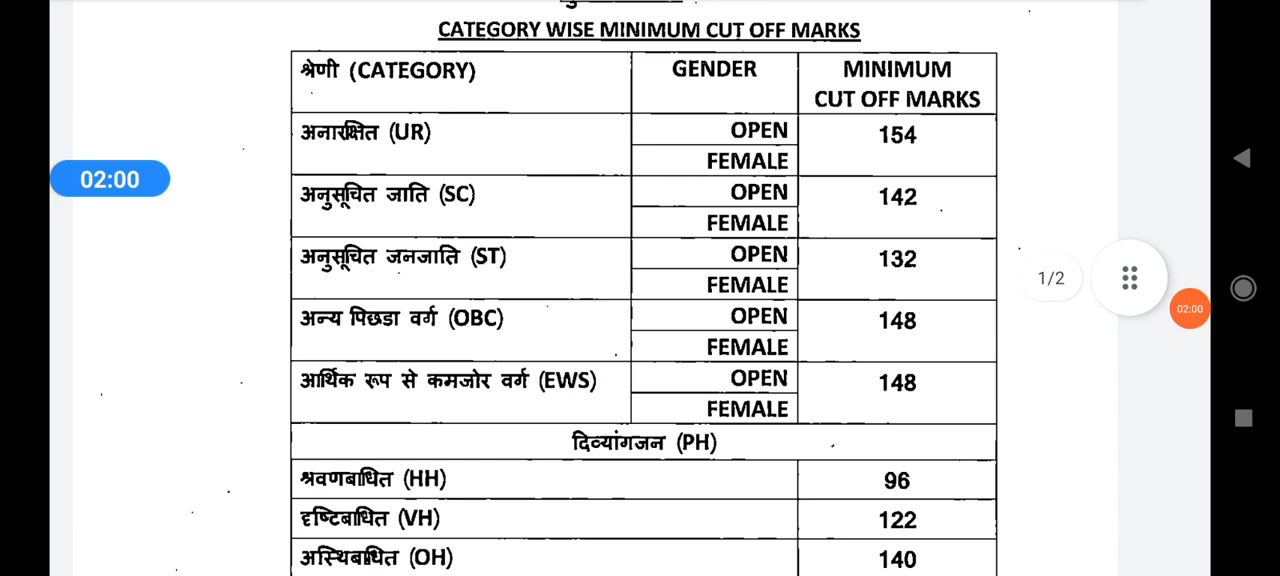 CATEGORY WISE MINIMUM CUT OFF MARKS
श्रेणी (CATEGORY) GENDER MINIMUM CUT OFF MARKS
अनारक्षित (UR) OPEN 154
FEMALE
अनुसूचित जाति (SC) OPEN 142
FEMALE
अनुसूचित जनजाति (ST) OPEN 132
FEMALE
अन्य पिछडा वर्ग (OBC) OPEN 148
FEMALE
आर्थिक रूप से कमजोर वर्ग (EWS) OPEN 148
FEMALE
दिव्यांगजन (PH)
श्रवणबाधित (HH) 96
दृष्टिबाधित (VH) 122
अस्थिबाधित (OH) 140
02:00
1/2
02:00